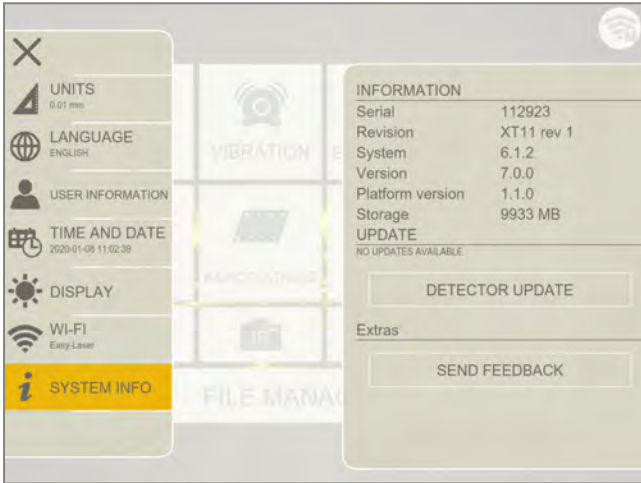 UNITS
0.01 mm
LANGUAGE
ENGLISH
USER INFORMATION
TIME AND DATE
2020-01-08 11:02:39
DISPLAY
WI-FI
Easy-Laser
SYSTEM INFO
VIBRATION
FILE MANA
INFORMATION
Serial 112923
Revision XT11 rev 1
System 6.1.2
Version 7.0.0
Platform version 1.1.0
Storage 9933 MB
UPDATE
NO UPDATES AVAILABLE
DETECTOR UPDATE
Extras
SEND FEEDBACK